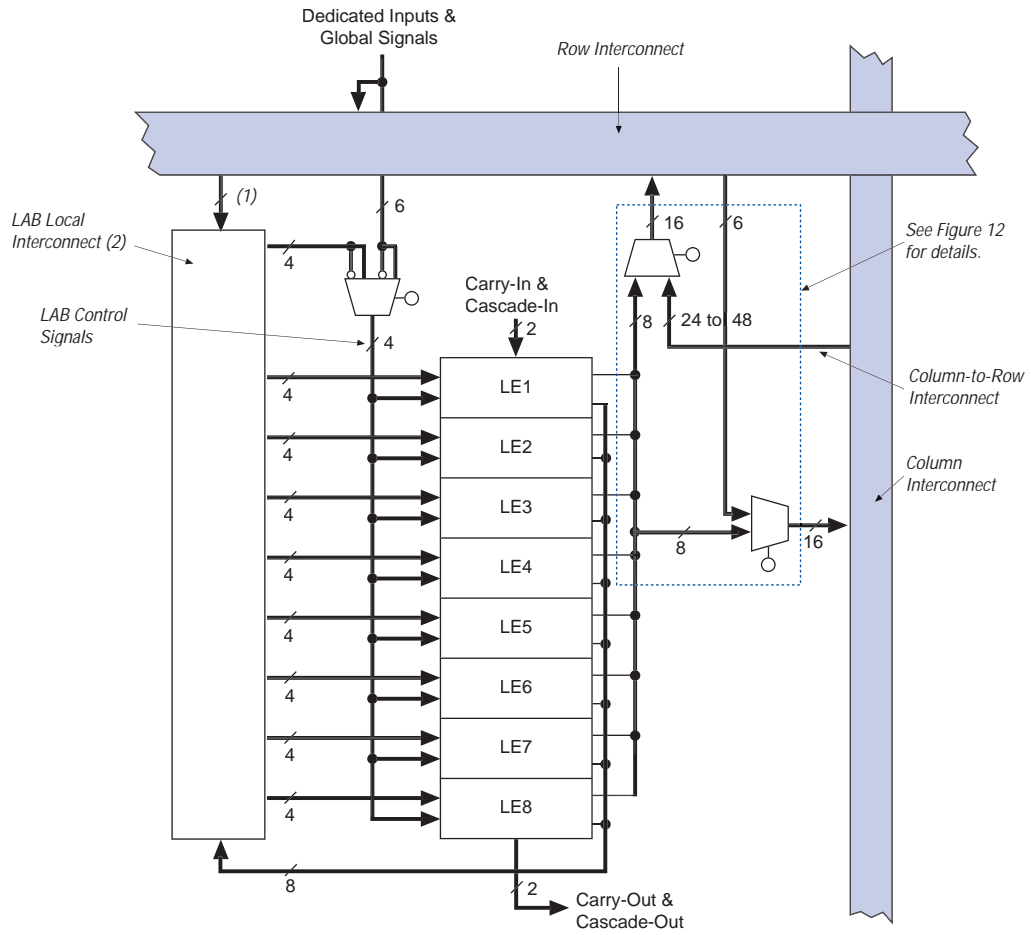 Dedicated Inputs &
Global Signals
Row Interconnect
(1)
6
16
6
LAB Local
Interconnect (2)
See Figure 12
for details.
4
Carry-In &
Cascade-In
2
8
24 to 48
LAB Control
Signals
4
Column-to-Row
Interconnect
LE1
4
LE2
4
Column
Interconnect
LE3
4
8
16
LE4
4
LE5
4
LE6
4
LE7
4
LE8
4
8
2
Carry-Out &
Cascade-Out